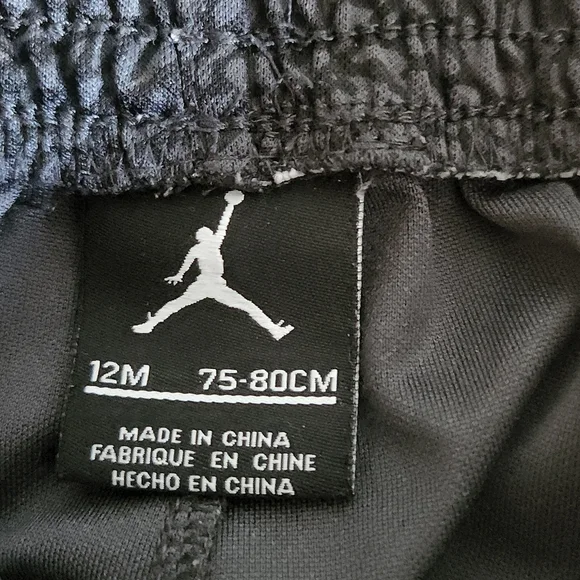 12M 75-80CM
MADE IN CHINA
FABRIQUE EN CHINE
HECHO EN CHINA